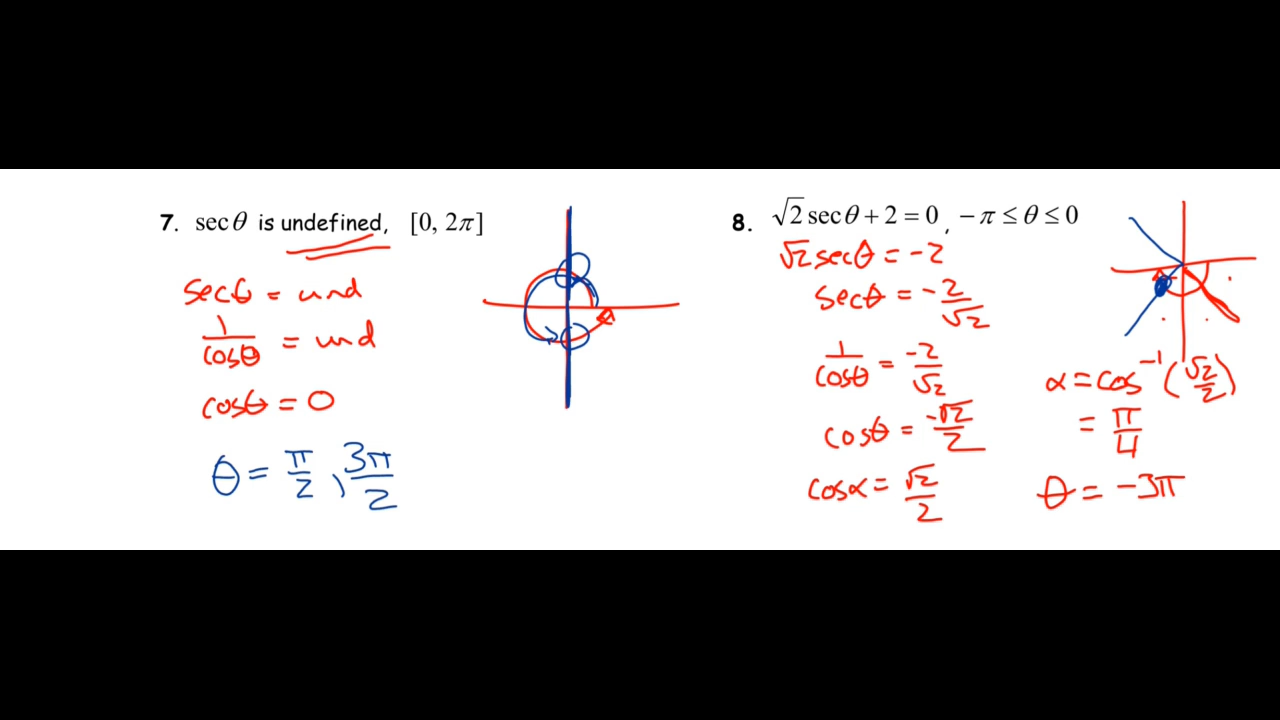 7. sec θ is undefined, [0, 2π]
secθ = und
1/cosθ = und
cosθ = 0
θ = π/2, 3π/2
8. √2 sec θ + 2 = 0, −π ≤ θ ≤ 0
√2 secθ = −2
secθ = −2/√2
1/cosθ = −2/√2
cosθ = −√2/2
cosα = √2/2
α = cos⁻¹(√2/2)
= π/4
θ = −3π